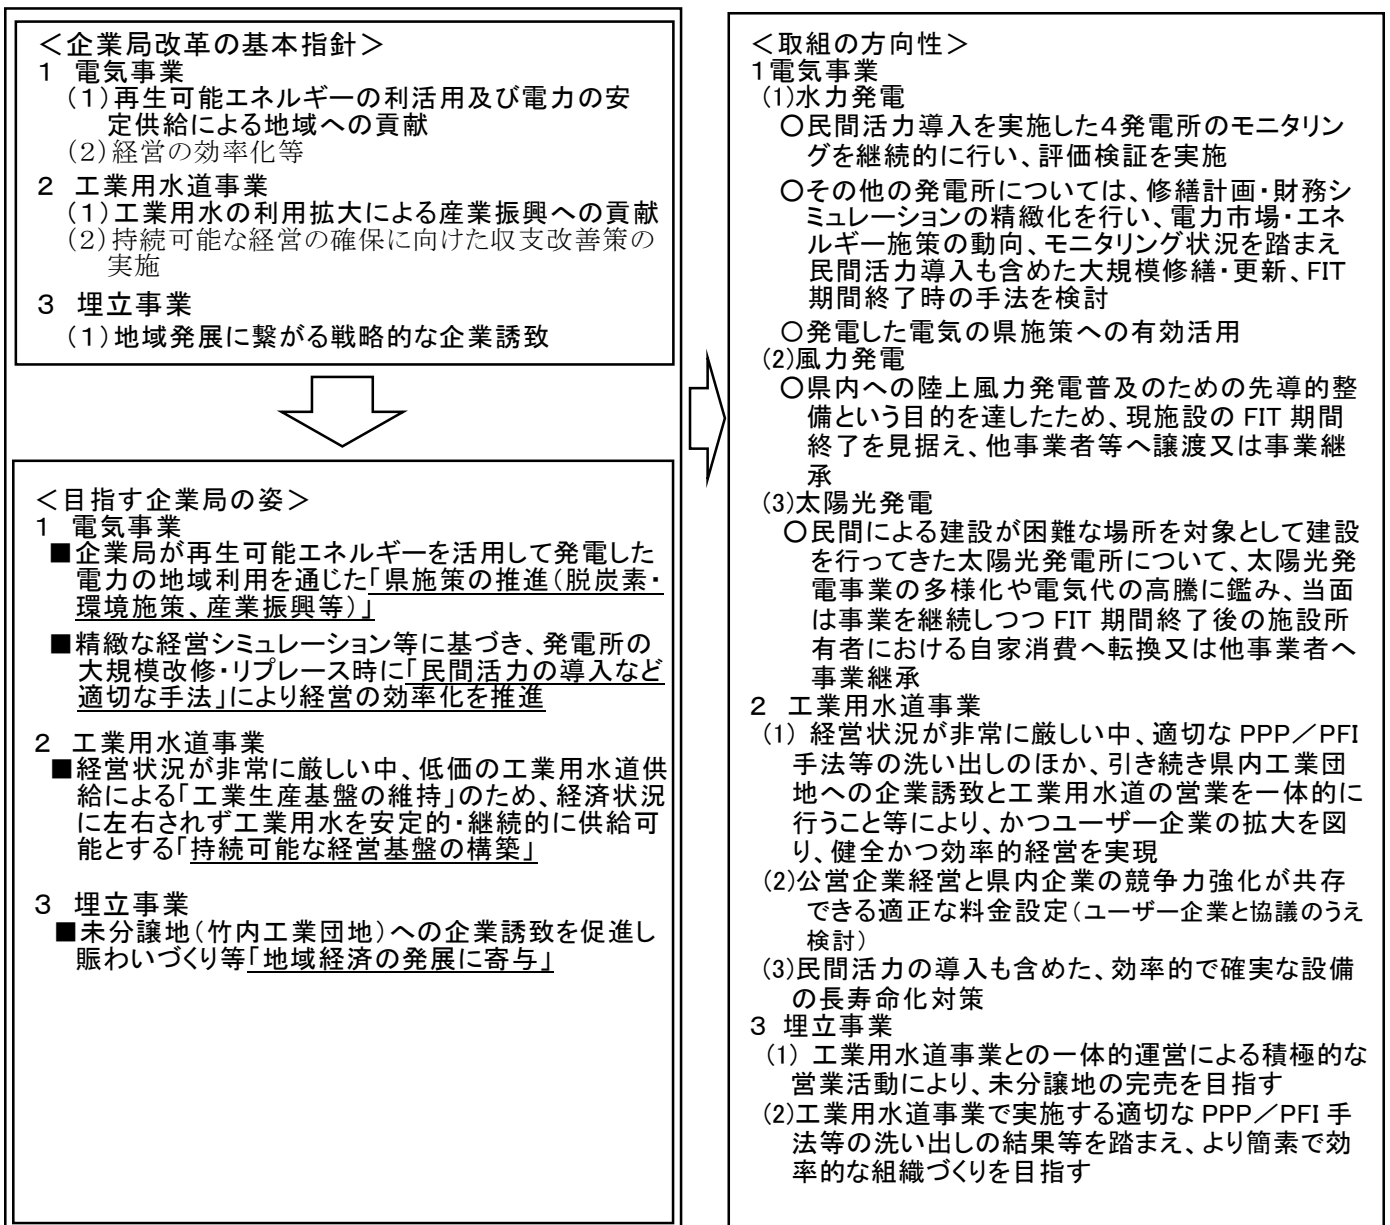 ＜企業局改革の基本指針＞
１　電気事業
（１）再生可能エネルギーの利活用及び電力の安
定供給による地域への貢献
（２）経営の効率化等
２　工業用水道事業
（１）工業用水の利用拡大による産業振興への貢献
（２）持続可能な経営の確保に向けた収支改善策の
実施
３　埋立事業
（１）地域発展に繋がる戦略的な企業誘致
＜目指す企業局の姿＞
１　電気事業
■企業局が再生可能エネルギーを活用して発電した
電力の地域利用を通じた「県施策の推進（脱炭素・
環境施策、産業振興等）」
■精緻な経営シミュレーション等に基づき、発電所の
大規模改修・リプレース時に「民間活力の導入など
適切な手法」により経営の効率化を推進
２　工業用水道事業
■経営状況が非常に厳しい中、低価の工業用水道供
給による「工業生産基盤の維持」のため、経済状況
に左右されず工業用水を安定的・継続的に供給可
能とする「持続可能な経営基盤の構築」
３　埋立事業
■未分譲地（竹内工業団地）への企業誘致を促進し
賑わいづくり等「地域経済の発展に寄与」
＜取組の方向性＞
１電気事業
(1)水力発電
○民間活力導入を実施した４発電所のモニタリン
グを継続的に行い、評価検証を実施
○その他の発電所については、修繕計画・財務シ
ミュレーションの精緻化を行い、電力市場・エネ
ルギー施策の動向、モニタリング状況を踏まえ
民間活力導入も含めた大規模修繕・更新、FIT
期間終了時の手法を検討
○発電した電気の県施策への有効活用
(2)風力発電
○県内への陸上風力発電普及のための先導的整
備という目的を達したため、現施設の FIT 期間
終了を見据え、他事業者等へ譲渡又は事業継
承
(3)太陽光発電
○民間による建設が困難な場所を対象として建設
を行ってきた太陽光発電所について、太陽光発
電事業の多様化や電気代の高騰に鑑み、当面
は事業を継続しつつ FIT 期間終了後の施設所
有者における自家消費へ転換又は他事業者へ
事業継承
２　工業用水道事業
(1) 経営状況が非常に厳しい中、適切な PPP／PFI
手法等の洗い出しのほか、引き続き県内工業団
地への企業誘致と工業用水道の営業を一体的に
行うこと等により、かつユーザー企業の拡大を図
り、健全かつ効率的経営を実現
(2)公営企業経営と県内企業の競争力強化が共存
できる適正な料金設定（ユーザー企業と協議のうえ
検討）
(3)民間活力の導入も含めた、効率的で確実な設備
の長寿命化対策
３　埋立事業
(1) 工業用水道事業との一体的運営による積極的な
営業活動により、未分譲地の完売を目指す
(2)工業用水道事業で実施する適切な PPP／PFI 手
法等の洗い出しの結果等を踏まえ、より簡素で効
率的な組織づくりを目指す